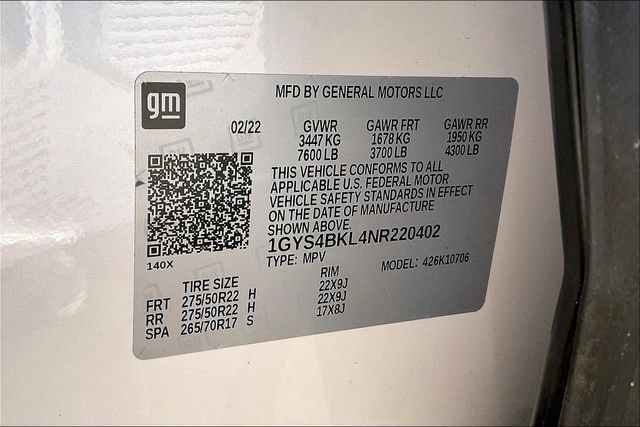 gm
MFD BY GENERAL MOTORS LLC
02/22 GVWR GAWR FRT GAWR RR
3447 KG 1678 KG 1950 KG
7600 LB 3700 LB 4300 LB
THIS VEHICLE CONFORMS TO ALL
APPLICABLE U.S. FEDERAL MOTOR
VEHICLE SAFETY STANDARDS IN EFFECT
ON THE DATE OF MANUFACTURE
SHOWN ABOVE.
1GYS4BKL4NR220402
140X
TYPE: MPV MODEL: 426K10706
TIRE SIZE RIM
FRT 275/50R22 H 22X9J
RR 275/50R22 H 22X9J
SPA 265/70R17 S 17X8J